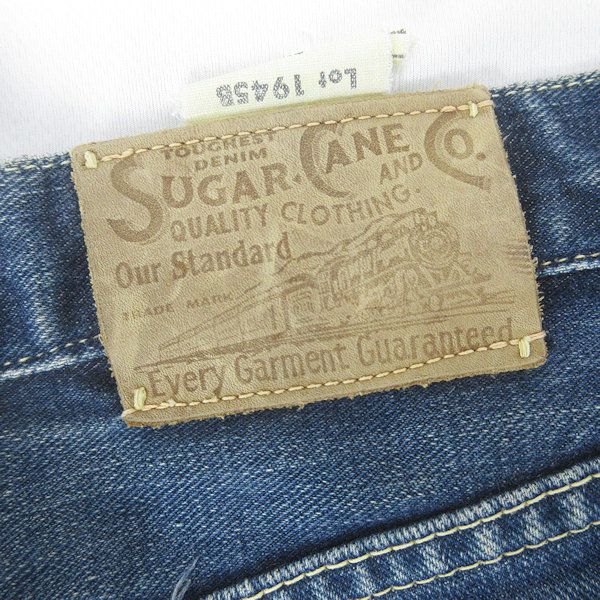 Lot 1945B
TOUGHEST
DENIM
SUGAR CANE CO.
AND
QUALITY CLOTHING.
Our Standard
TRADE MARK
Every Garment Guaranteed